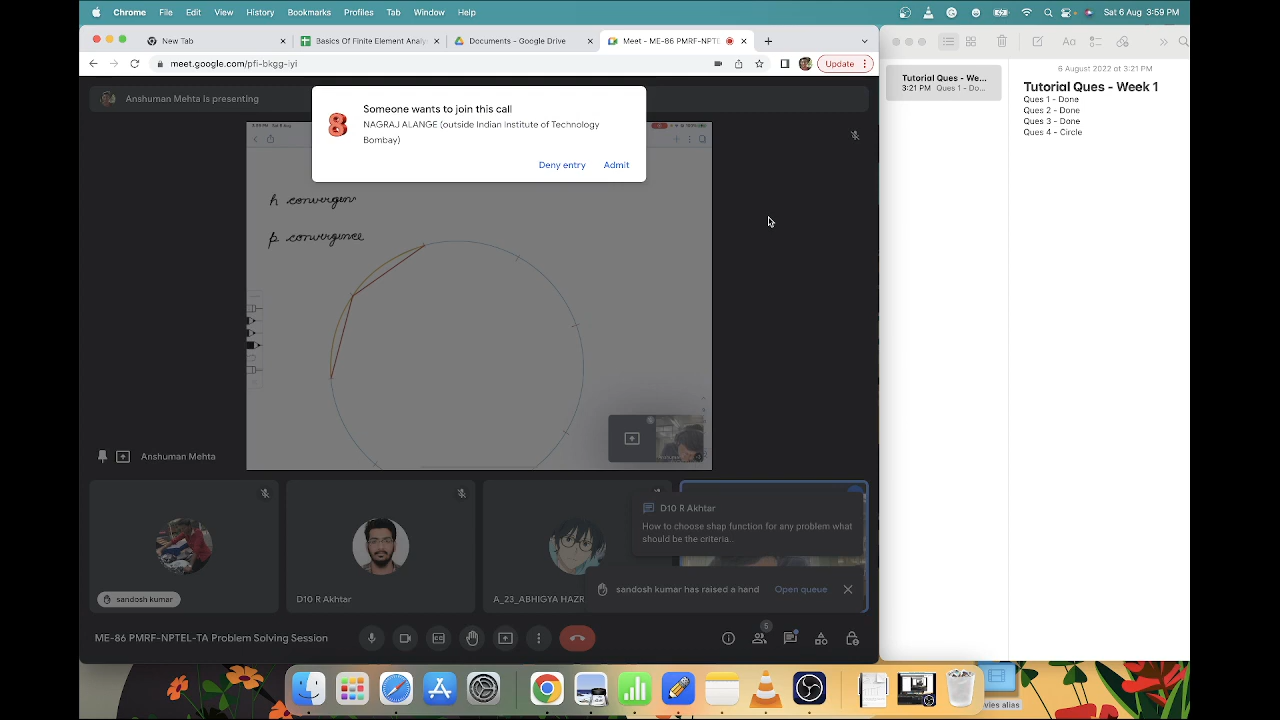 Chrome File Edit View History Bookmarks Profiles Tab Window Help Sat 6 Aug 3:59 PM
New Tab Basics Of Finite Element Analy Documents - Google Drive Meet - ME-86 PMRF-NPTE
meet.google.com/pfi-bkgg-iyi Update
Anshuman Mehta is presenting
Someone wants to join this call
NAGRAJ ALANGE (outside Indian Institute of Technology
Bombay)
Deny entry Admit
h convergen
p convergence
Anshuman Mehta
D10 R Akhtar
How to choose shap function for any problem what
should be the criteria...
sandosh kumar has raised a hand Open queue
sandosh kumar D10 R Akhtar A_23_ABHIGYA HAZR
5
ME-86 PMRF-NPTEL-TA Problem Solving Session
Tutorial Ques - We...
3:21 PM Ques 1 - Do...
6 August 2022 at 3:21 PM
Tutorial Ques - Week 1
Ques 1 - Done
Ques 2 - Done
Ques 3 - Done
Ques 4 - Circle
vies alias